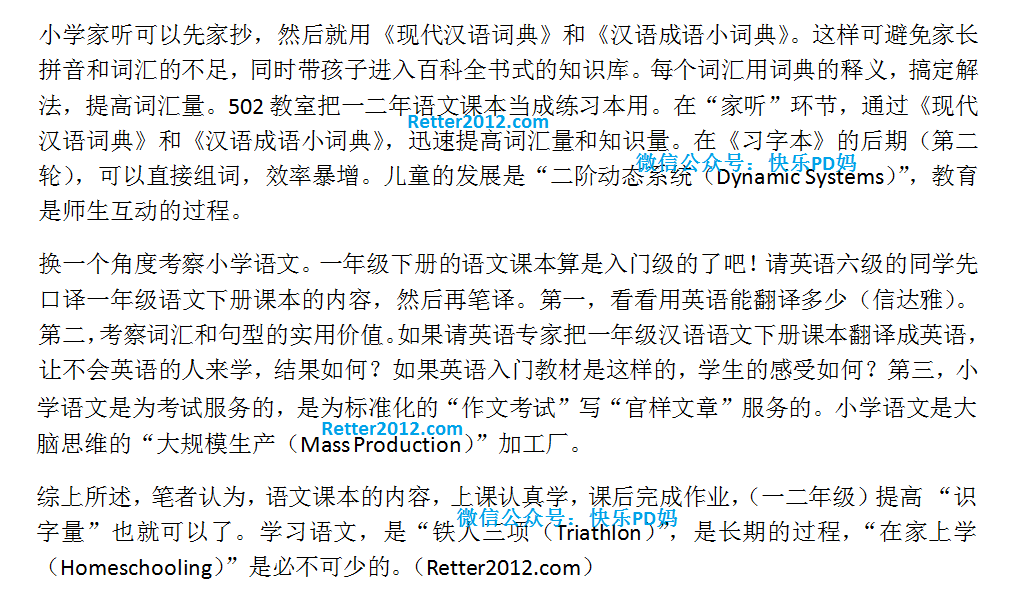 小学家听可以先家抄，然后就用《现代汉语词典》和《汉语成语小词典》。这样可避免家长
拼音和词汇的不足，同时带孩子进入百科全书式的知识库。每个词汇用词典的释义，搞定解
法，提高词汇量。502 教室把一二年语文课本当成练习本用。在“家听”环节，通过《现代
Retter2012.com
汉语词典》和《汉语成语小词典》，迅速提高词汇量和知识量。在《习字本》的后期（第二
微信公众号：快乐PD妈
轮），可以直接组词，效率暴增。儿童的发展是“二阶动态系统（Dynamic Systems）”，教育
是师生互动的过程。
换一个角度考察小学语文。一年级下册的语文课本算是入门级的了吧！请英语六级的同学先
口译一年级语文下册课本的内容，然后再笔译。第一，看看用英语能翻译多少（信达雅）。
第二，考察词汇和句型的实用价值。如果请英语专家把一年级汉语语文下册课本翻译成英语，
让不会英语的人来学，结果如何？如果英语入门教材是这样的，学生的感受如何？第三，小
学语文是为考试服务的，是为标准化的“作文考试”写“官样文章”服务的。小学语文是大
Retter2012.com
脑思维的“大规模生产（Mass Production）”加工厂。
综上所述，笔者认为，语文课本的内容，上课认真学，课后完成作业，（一二年级）提高 “识
微信公众号：快乐PD妈
字量”也就可以了。学习语文，是“铁人三项（Triathlon）”，是长期的过程，“在家上学
（Homeschooling）”是必不可少的。（Retter2012.com）